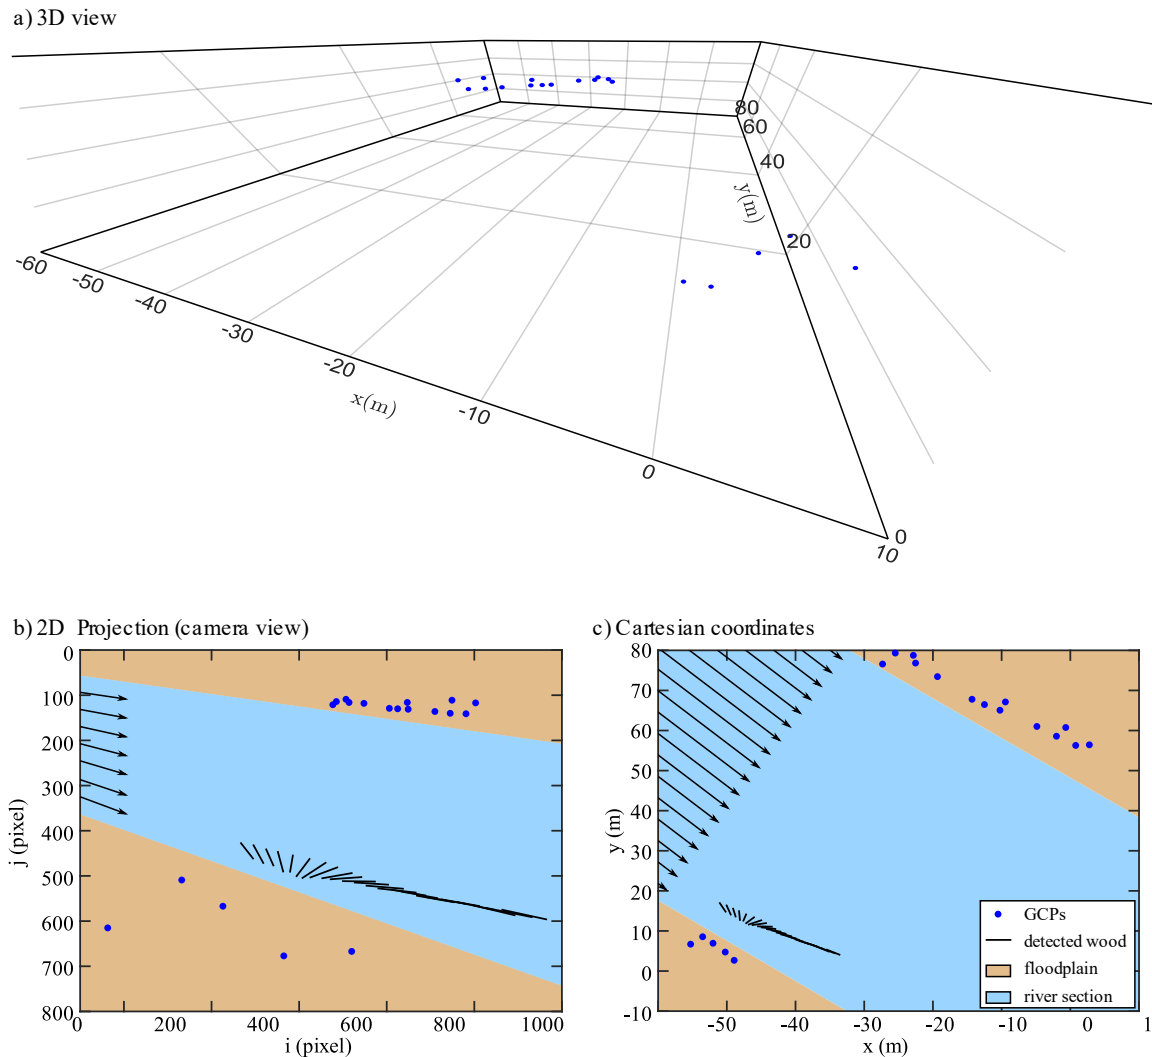 a) 3D view
80
60
40
y(m)
20
-60
-50
-40
-30
-20
x(m)
-10
0
0
10
b) 2D Projection (camera view)
c) Cartesian coordinates
0
100
200
300
400
500
600
700
800
j (pixel)
0 200 400 600 800 1000
i (pixel)
80
70
60
50
40
30
20
10
0
-10
y (m)
-50 -40 -30 -20 -10 0 1
x (m)
GCPs
detected wood
floodplain
river section